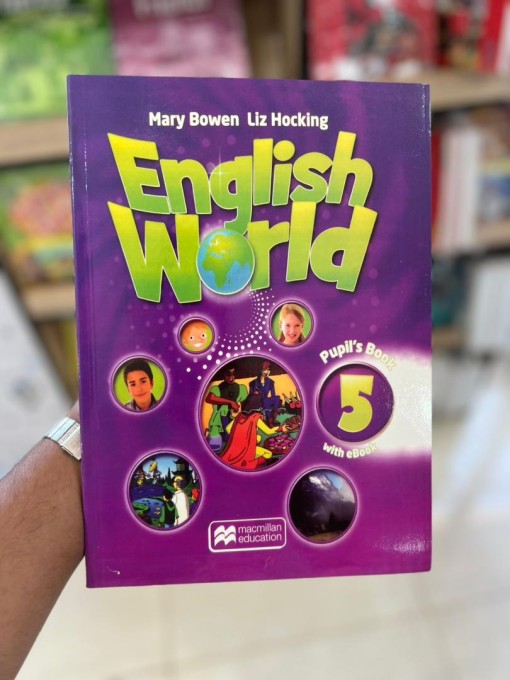 Mary Bowen Liz Hocking
English
World
Pupil's Book
5
with eBook
macmillan
education